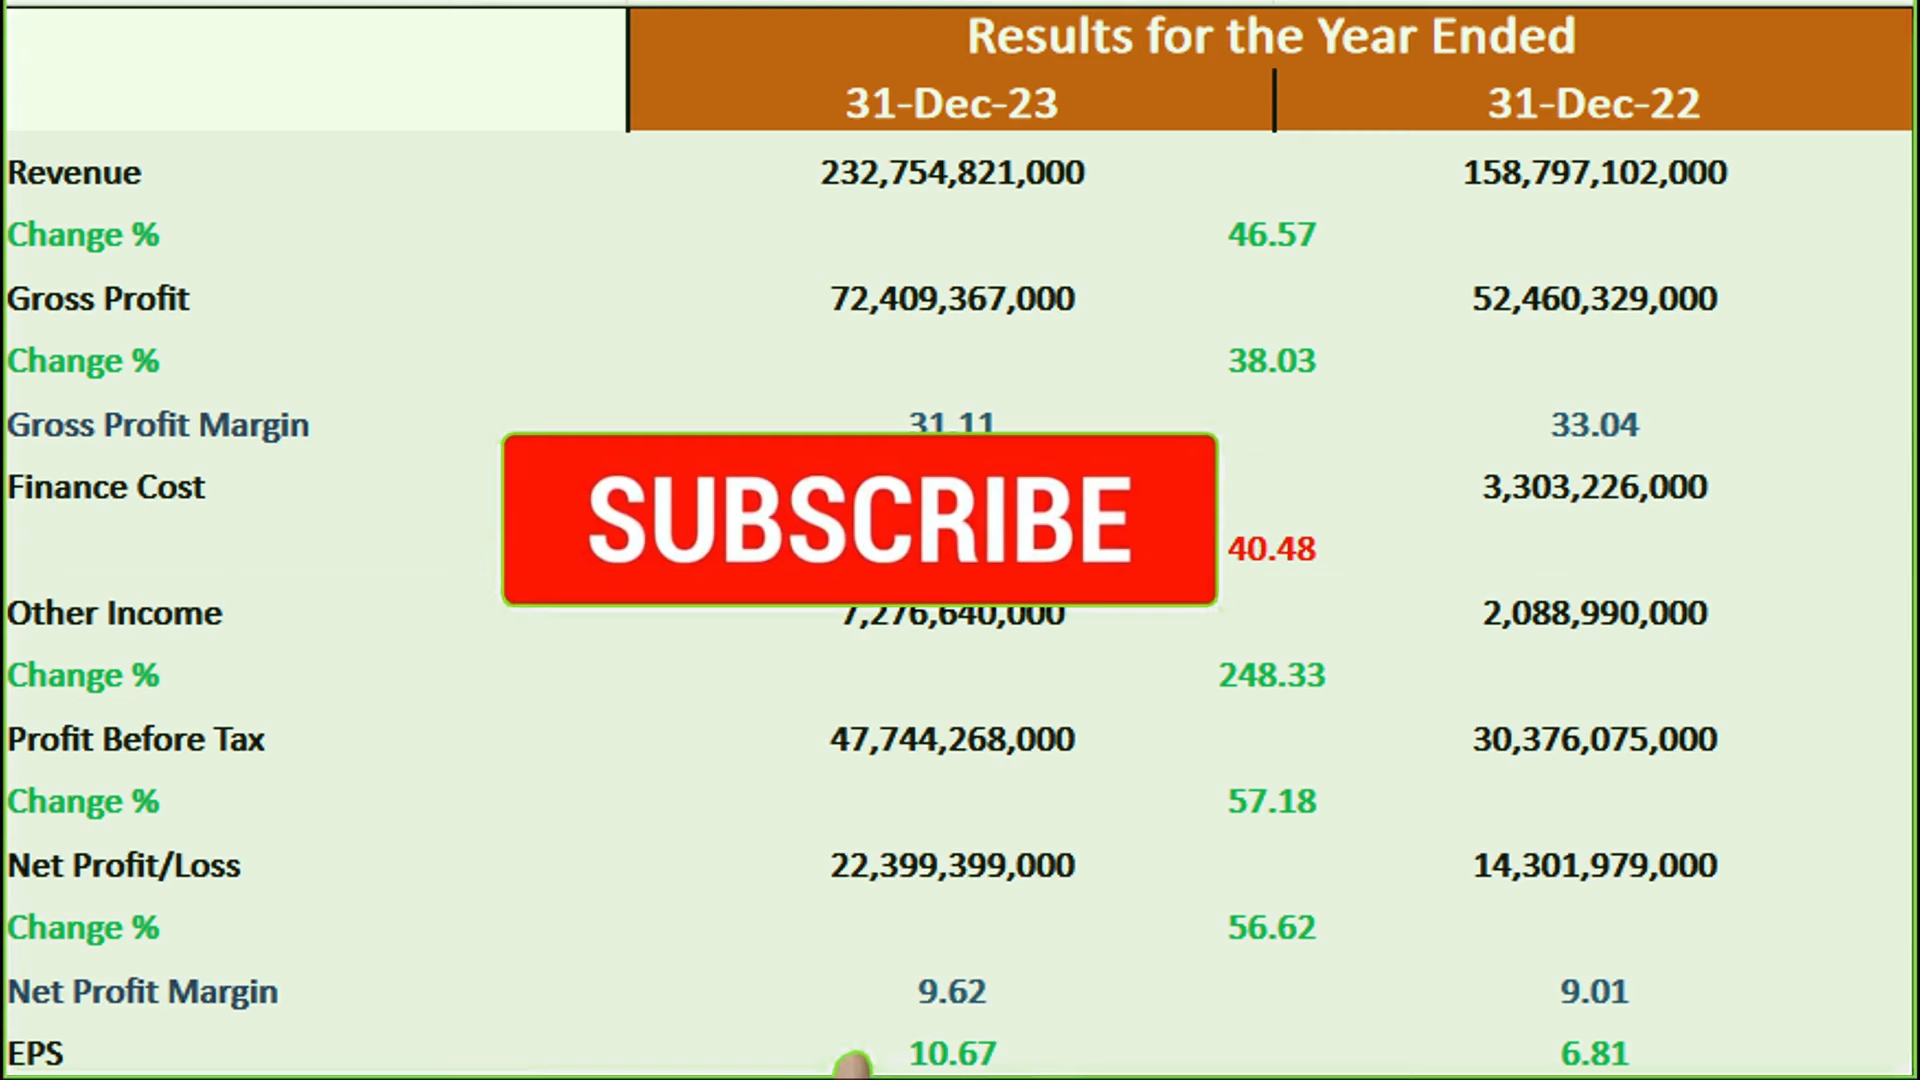 Results for the Year Ended
31-Dec-23 31-Dec-22
Revenue 232,754,821,000 158,797,102,000
Change % 46.57
Gross Profit 72,409,367,000 52,460,329,000
Change % 38.03
Gross Profit Margin 31.11 33.04
Finance Cost 3,303,226,000
SUBSCRIBE
40.48
Other Income 7,276,640,000 2,088,990,000
Change % 248.33
Profit Before Tax 47,744,268,000 30,376,075,000
Change % 57.18
Net Profit/Loss 22,399,399,000 14,301,979,000
Change % 56.62
Net Profit Margin 9.62 9.01
EPS 10.67 6.81